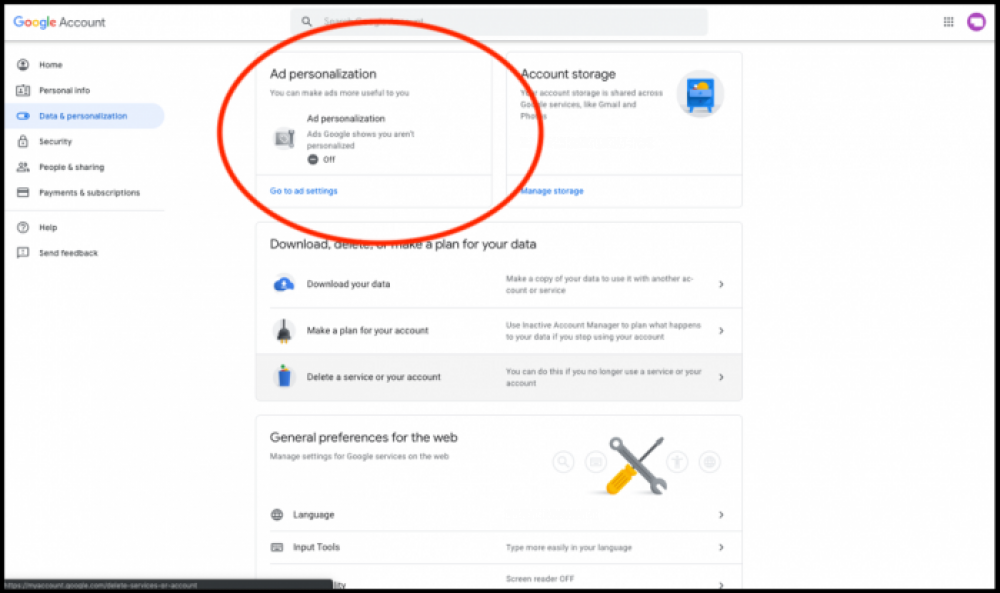 Google Account
Search
Home
Personal info
Data & personalization
Security
People & sharing
Payments & subscriptions
Help
Send feedback
Ad personalization
You can make ads more useful to you
Ad personalization
Ads Google shows you aren't
personalized
Off
Go to ad settings
Account storage
Your account storage is shared across
Google services, like Gmail and
Photos
Manage storage
Download, delete, or make a plan for your data
Download your data
Make a copy of your data to use it with another ac-
count or service
Make a plan for your account
Use Inactive Account Manager to plan what happens
to your data if you stop using your account
Delete a service or your account
You can do this if you no longer use a service or your
account
General preferences for the web
Manage settings for Google services on the web
Language
Input Tools
Type more easily in your language
Screen reader OFF
https://myaccount.google.com/delete-services-or-account